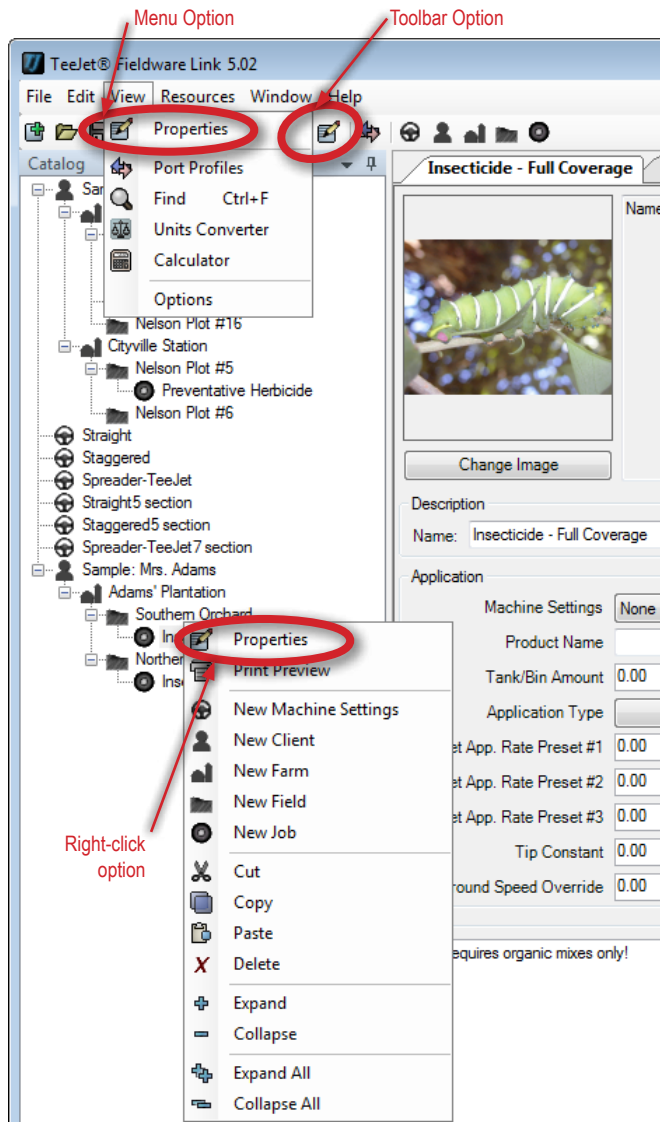 Menu Option
Toolbar Option
TeeJet® Fieldware Link 5.02
File Edit View Resources Window Help
Properties
Port Profiles
Find Ctrl+F
Units Converter
Calculator
Options
Catalog
Nelson Plot #16
Cityville Station
Nelson Plot #5
Preventative Herbicide
Nelson Plot #6
Straight
Staggered
Spreader-TeeJet
Straight5 section
Staggered5 section
Spreader-TeeJet7 section
Sample: Mrs. Adams
Adams' Plantation
Southern Orchard
Northern
Properties
Print Preview
New Machine Settings
New Client
New Farm
New Field
New Job
Cut
Copy
Paste
Delete
Expand
Collapse
Expand All
Collapse All
Right-click
option
Insecticide - Full Coverage
Name
Change Image
Description
Name: Insecticide - Full Coverage
Application
Machine Settings None
Product Name
Tank/Bin Amount 0.00
Application Type
et App. Rate Preset #1 0.00
et App. Rate Preset #2 0.00
et App. Rate Preset #3 0.00
Tip Constant 0.00
round Speed Override 0.00
equires organic mixes only!